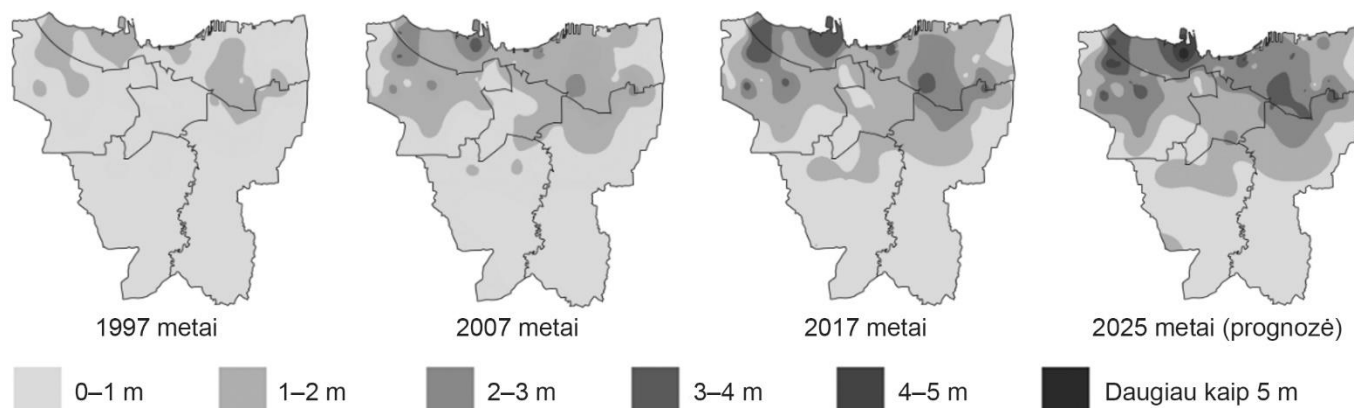 1997 metai
2007 metai
2017 metai
2025 metai (prognozė)
0–1 m
1–2 m
2–3 m
3–4 m
4–5 m
Daugiau kaip 5 m